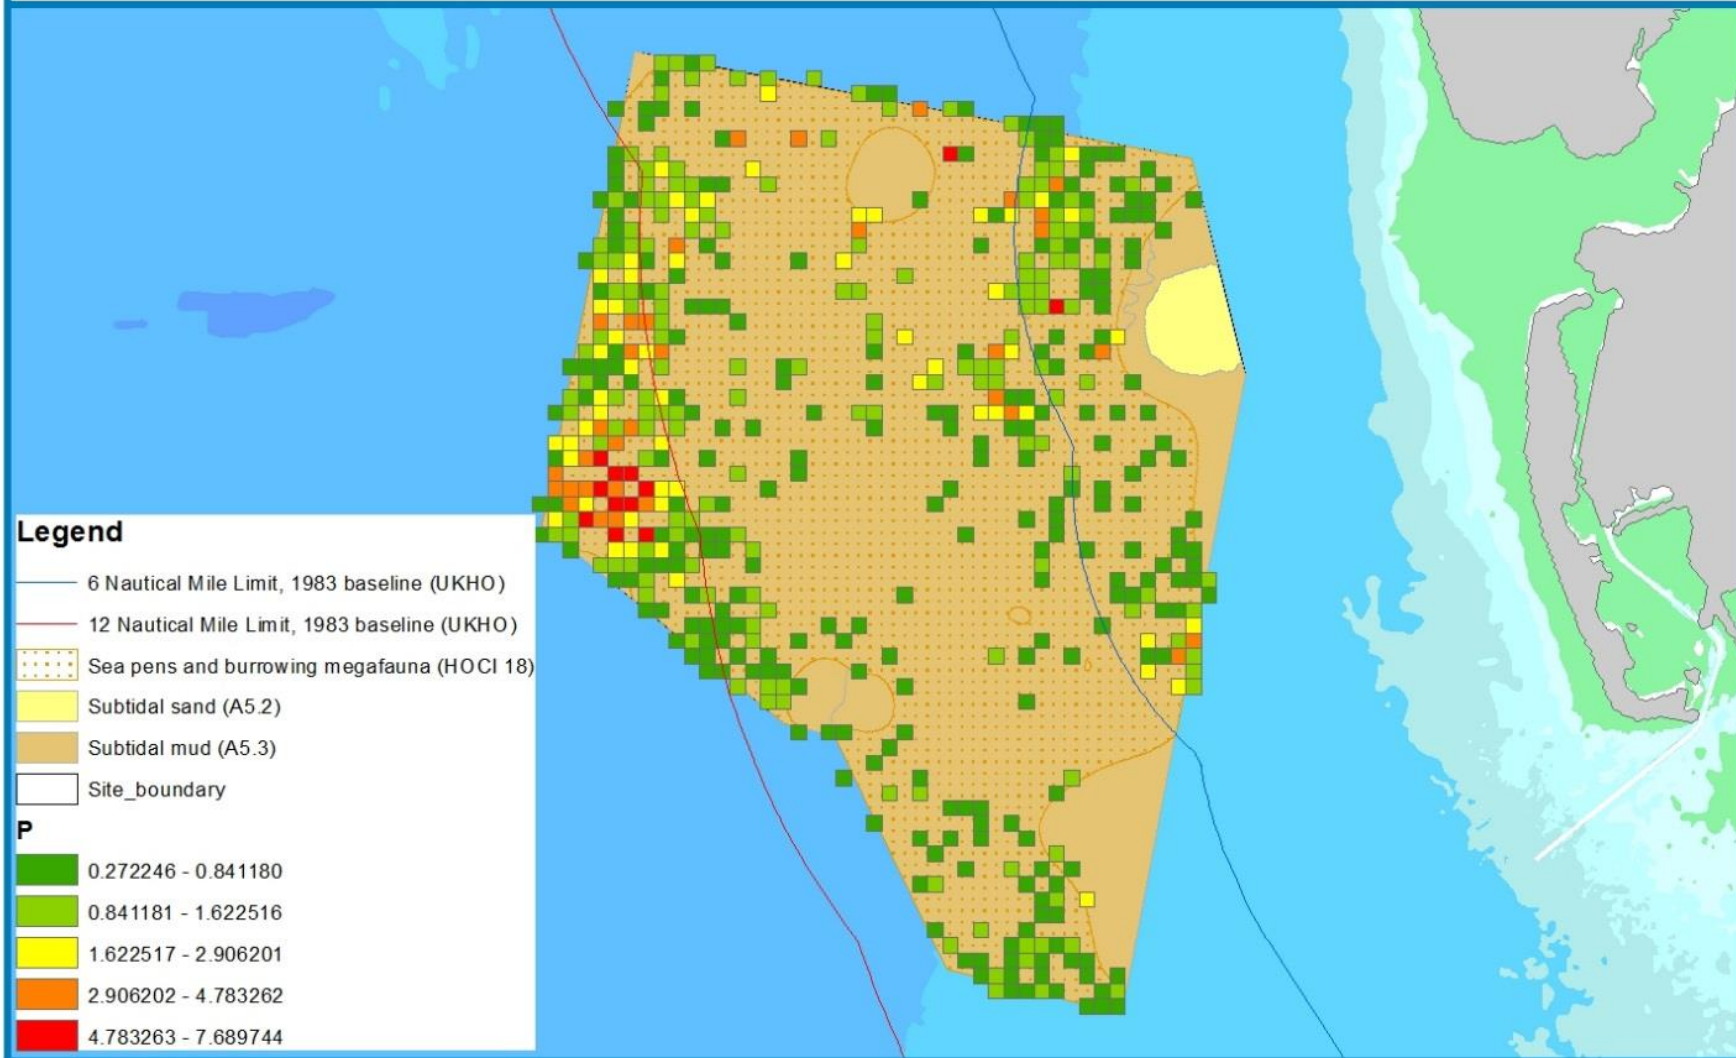 Legend
6 Nautical Mile Limit, 1983 baseline (UKHO)
12 Nautical Mile Limit, 1983 baseline (UKHO)
Sea pens and burrowing megafauna (HOCI 18)
Subtidal sand (A5.2)
Subtidal mud (A5.3)
Site_boundary
P
0.272246 - 0.841180
0.841181 - 1.622516
1.622517 - 2.906201
2.906202 - 4.783262
4.783263 - 7.689744